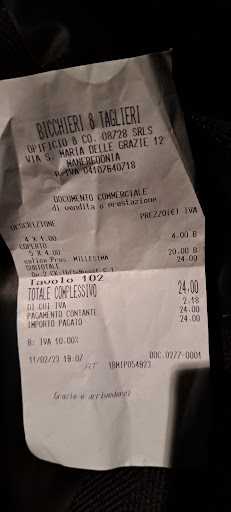 BICCHIERI & TAGLIERI
OPIFICIO & CO. 08728 SRLS
VIA S. MARIA DELLE GRAZIE 12
MANFREDONIA
P.IVA 04107640718
DOCUMENTO COMMERCIALE
di vendita o prestazione
DESCRIZIONE PREZZO(€) IVA
4 X 1.00
COPERTO 4.00 B
5 X 4.00
calice Pros. MILLESIMA 20.00 B
SUBTOTALE 24.00
Tavolo 102
TOTALE COMPLESSIVO 24.00
DI CUI IVA 2.18
PAGAMENTO CONTANTE 24.00
IMPORTO PAGATO 24.00
B: IVA 10.00%
11/02/23 18:07 DOC.0277-0001
RT 1BMIP054823
Grazie e arrivederci